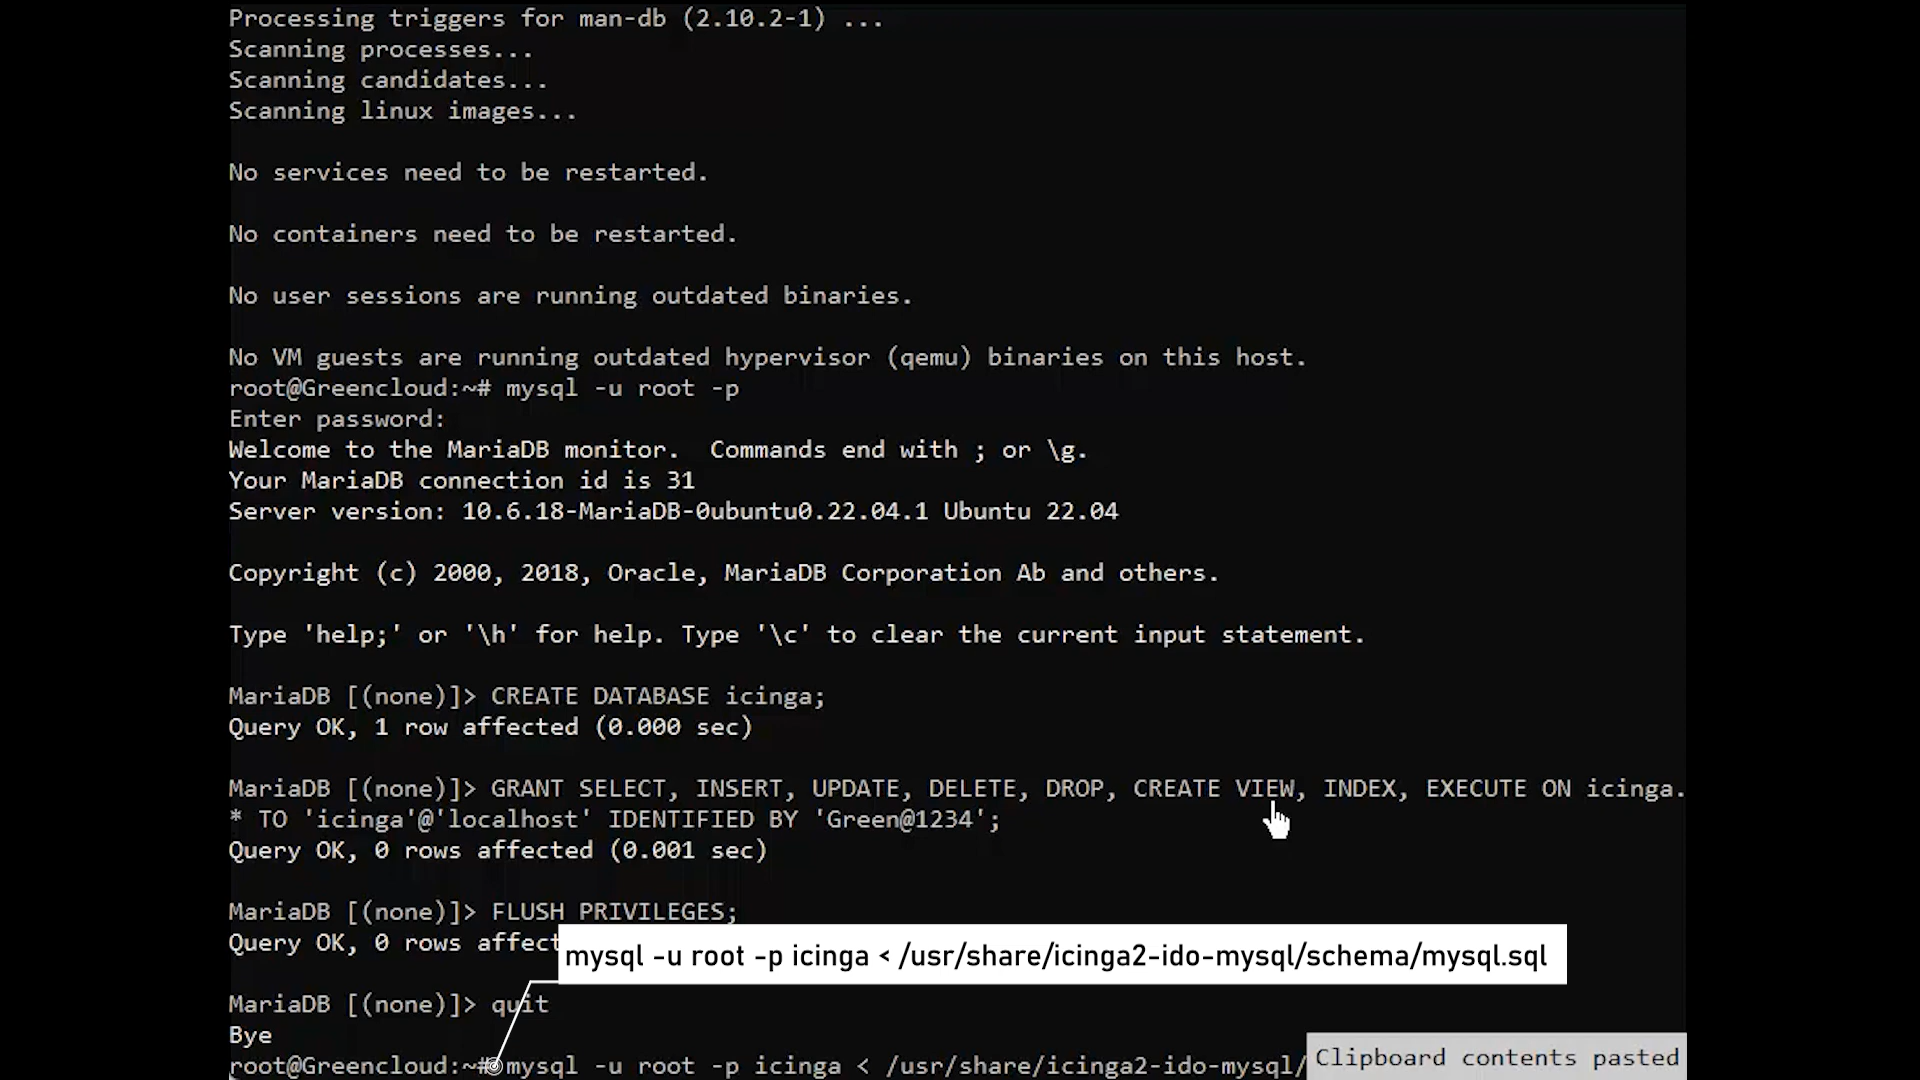 Processing triggers for man-db (2.10.2-1) ...
Scanning processes...
Scanning candidates...
Scanning linux images...
No services need to be restarted.
No containers need to be restarted.
No user sessions are running outdated binaries.
No VM guests are running outdated hypervisor (qemu) binaries on this host.
root@Greencloud:~# mysql -u root -p
Enter password:
Welcome to the MariaDB monitor.  Commands end with ; or \g.
Your MariaDB connection id is 31
Server version: 10.6.18-MariaDB-0ubuntu0.22.04.1 Ubuntu 22.04
Copyright (c) 2000, 2018, Oracle, MariaDB Corporation Ab and others.
Type 'help;' or '\h' for help. Type '\c' to clear the current input statement.
MariaDB [(none)]> CREATE DATABASE icinga;
Query OK, 1 row affected (0.000 sec)
MariaDB [(none)]> GRANT SELECT, INSERT, UPDATE, DELETE, DROP, CREATE VIEW, INDEX, EXECUTE ON icinga.
* TO 'icinga'@'localhost' IDENTIFIED BY 'Green@1234';
Query OK, 0 rows affected (0.001 sec)
MariaDB [(none)]> FLUSH PRIVILEGES;
Query OK, 0 rows affect
mysql -u root -p icinga < /usr/share/icinga2-ido-mysql/schema/mysql.sql
MariaDB [(none)]> quit
Bye
root@Greencloud:~# mysql -u root -p icinga < /usr/share/icinga2-ido-mysql/
Clipboard contents pasted